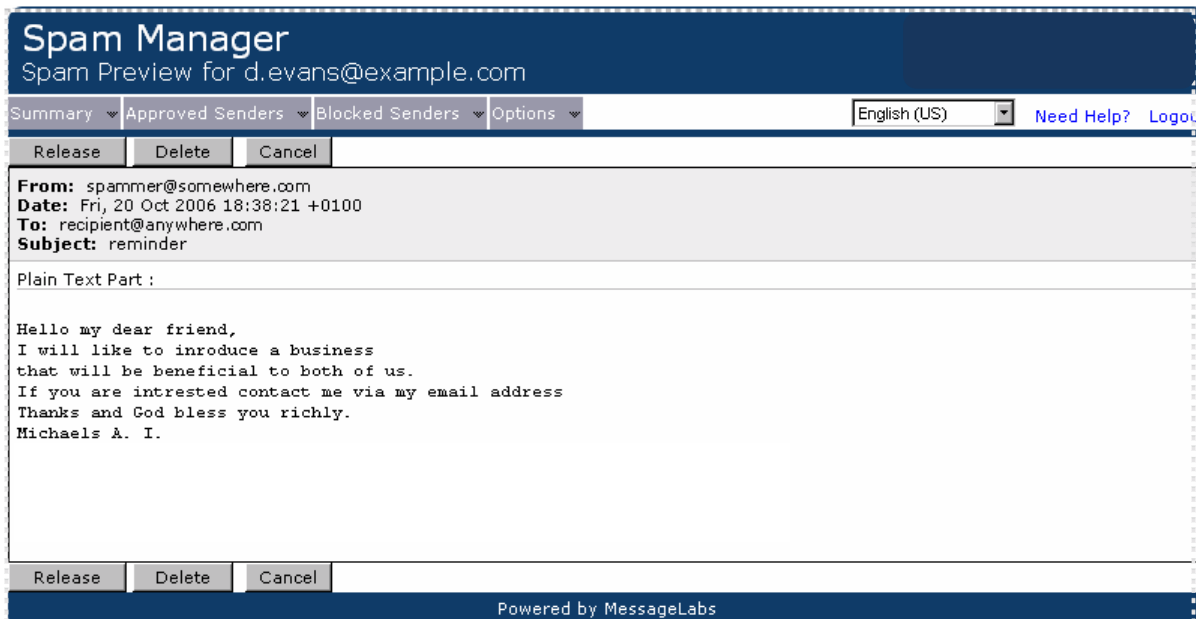 Spam Manager
Spam Preview for d.evans@example.com
Summary Approved Senders Blocked Senders Options English (US) Need Help?
Release Delete Cancel
From: spammer@somewhere.com
Date: Fri, 20 Oct 2006 18:38:21 +0100
To: recipient@anywhere.com
Subject: reminder
Plain Text Part :
Hello my dear friend,
I will like to inroduce a business
that will be beneficial to both of us.
If you are intrested contact me via my email address
Thanks and God bless you richly.
Michaels A. I.
Release Delete Cancel
Powered by MessageLabs